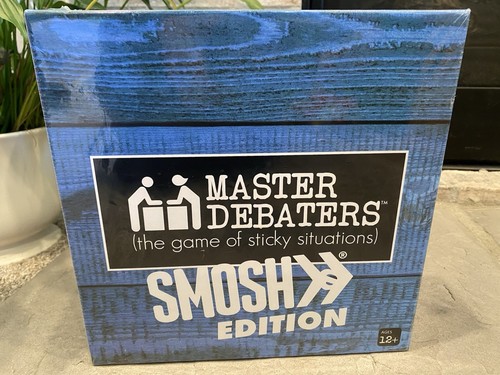 MASTER
DEBATERS™
(the game of sticky situations)
SMOSH®
EDITION
AGES
12+